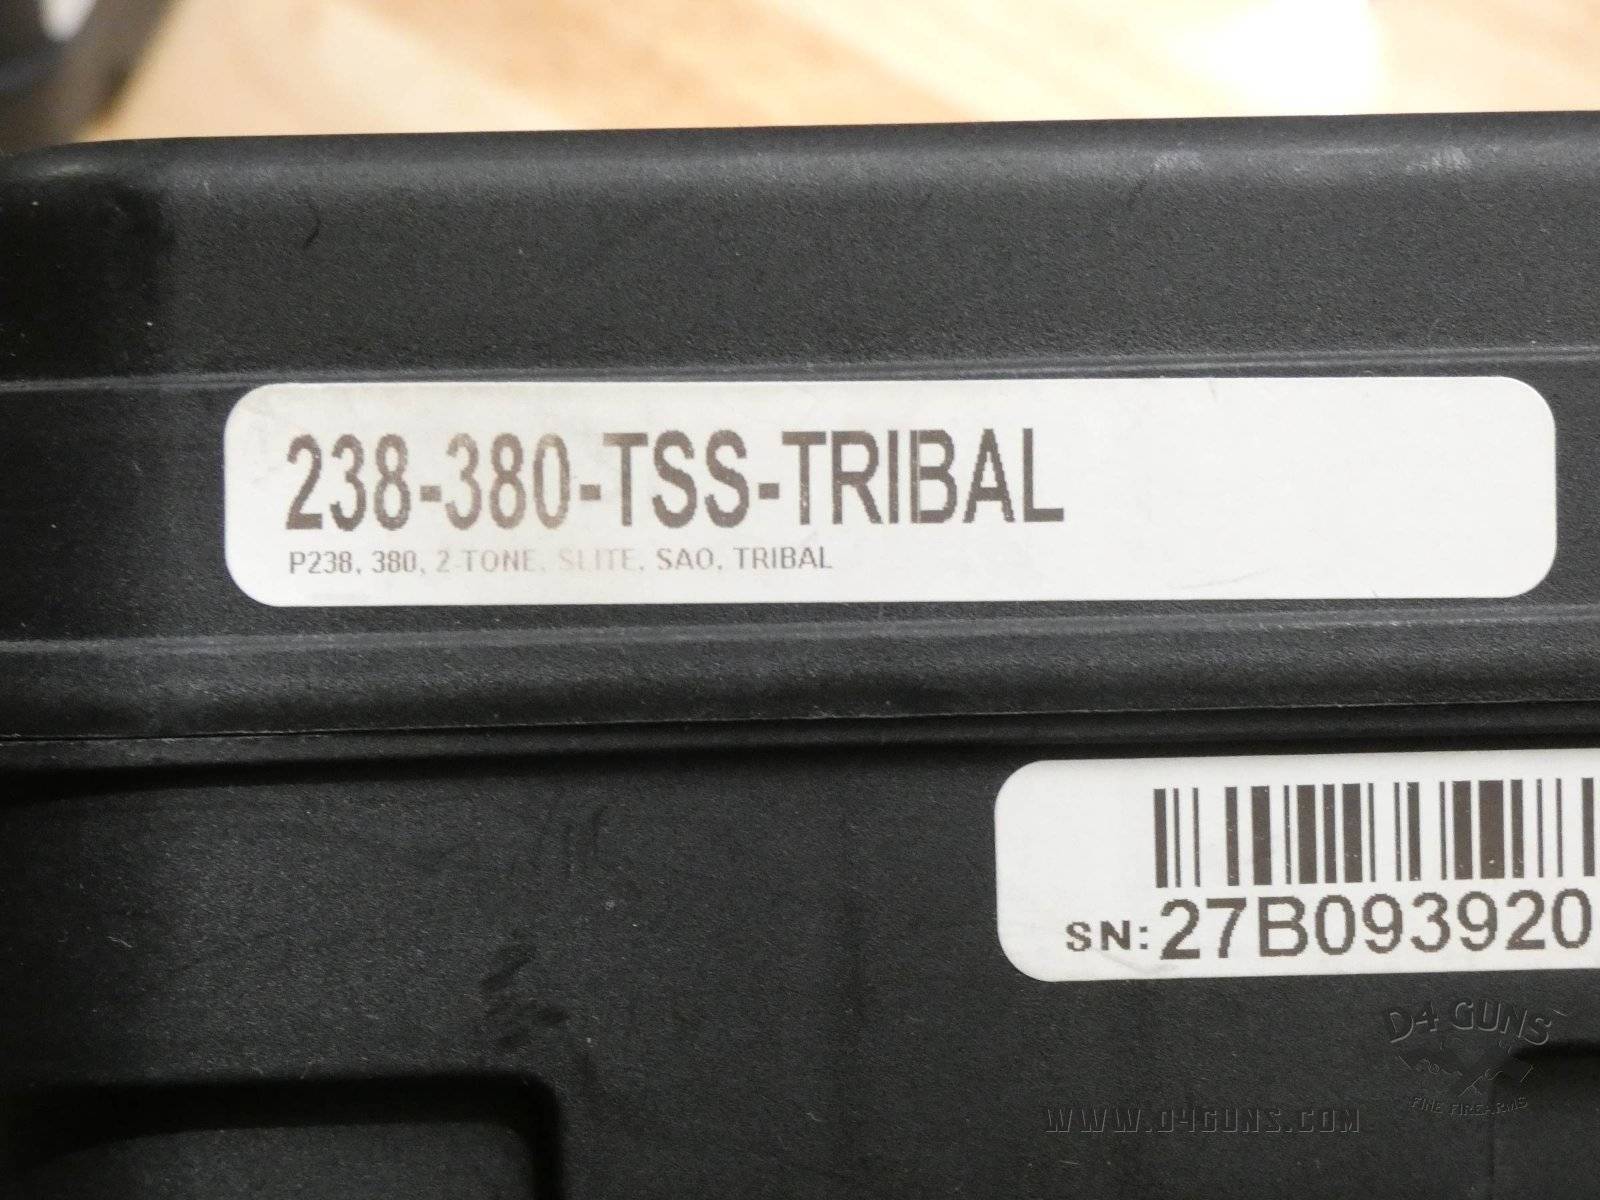 238-380-TSS-TRIBAL
P238, 380, 2-TONE, SLITE, SAO, TRIBAL
SN: 27B093920
D4 GUNS
FINE FIREARMS
WWW.D4GUNS.COM